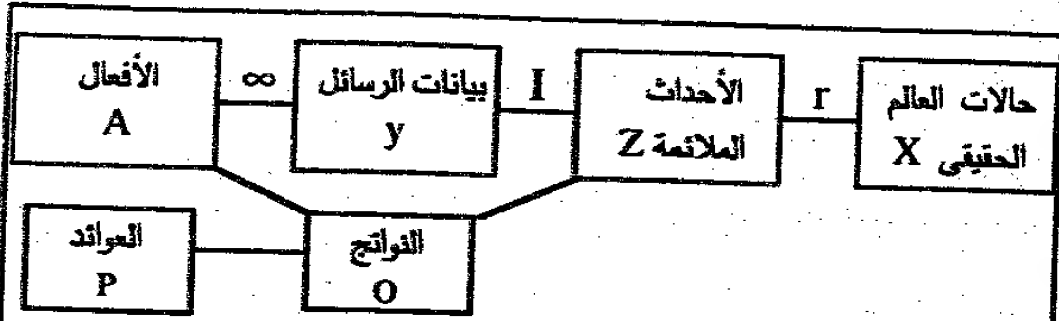 حالات العالم
الحقيقى X
r
الأحداث
الملائمة Z
I
بيانات الرسائل
y
∞
الأفعال
A
النواتج
O
العوائد
P